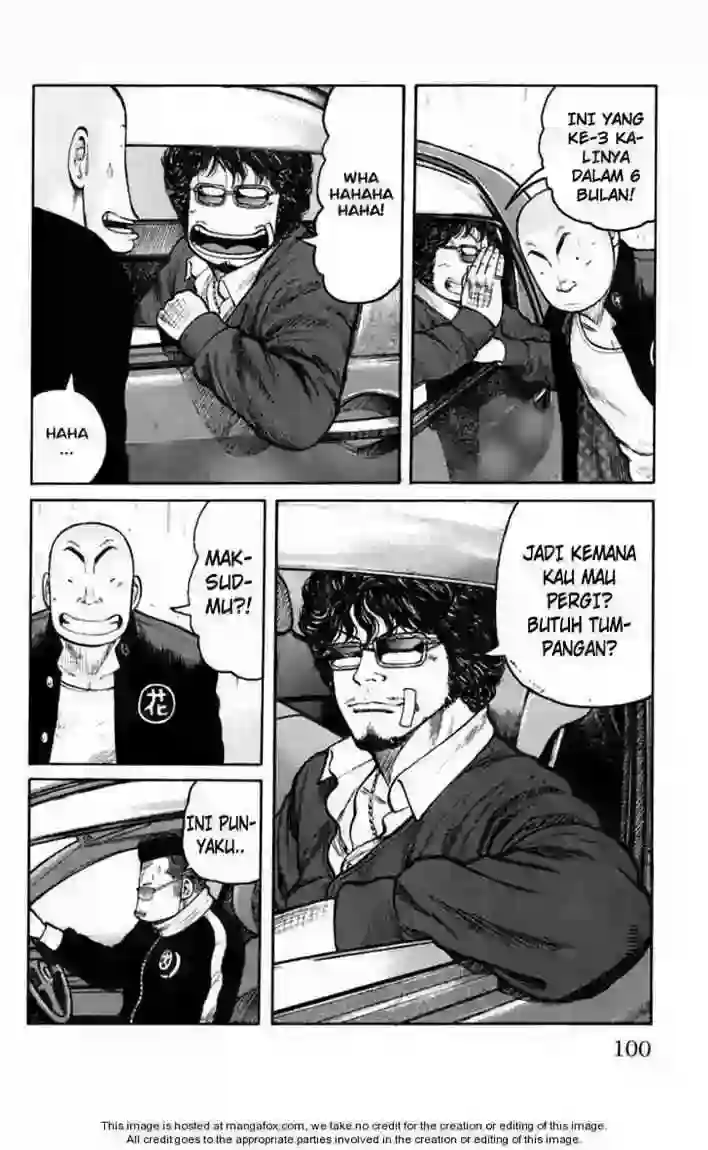 INI YANG
KE-3 KA-
LINYA
DALAM 6
BULAN!
WHA
HAHAHA
HAHA!
HAHA
...
JADI KEMANA
KAU MAU
PERGI?
BUTUH TUM-
PANGAN?
MAK-
SUD-
MU?!
花
INI PUN-
YAKU..
100
This image is hosted at mangafox.com, we take no credit for the creation or editing of this image.
All credit goes to the appropriate parties involved in the creation or editing of this image.